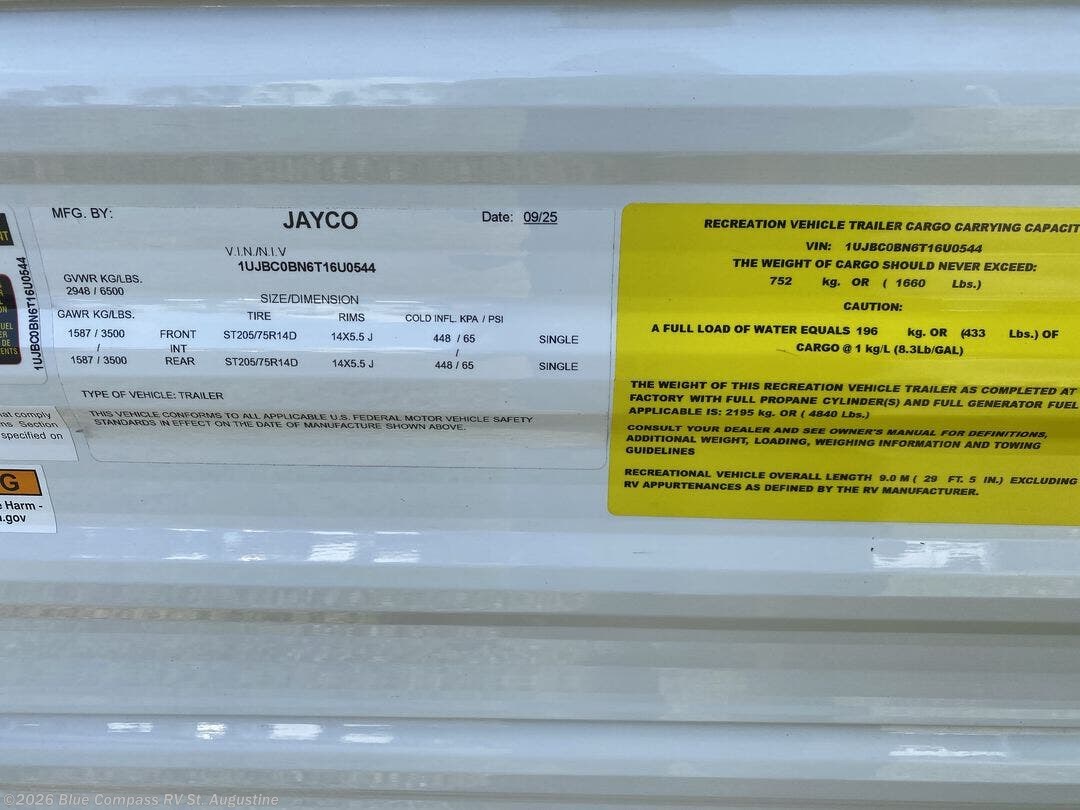 MFG. BY:
JAYCO
Date: 09/25
V.I.N./N.I.V
1UJBC0BN6T16U0544
GVWR KG/LBS.
2948 / 6500
SIZE/DIMENSION
GAWR KG/LBS.
TIRE
RIMS
COLD INFL. KPA / PSI
1587 / 3500 FRONT ST205/75R14D 14X5.5 J 448 / 65 SINGLE
/ INT /
1587 / 3500 REAR ST205/75R14D 14X5.5 J 448 / 65 SINGLE
TYPE OF VEHICLE: TRAILER
THIS VEHICLE CONFORMS TO ALL APPLICABLE U.S. FEDERAL MOTOR VEHICLE SAFETY
STANDARDS IN EFFECT ON THE DATE OF MANUFACTURE SHOWN ABOVE.
1UJBC0BN6T16U0544
RECREATION VEHICLE TRAILER CARGO CARRYING CAPACIT
VIN: 1UJBC0BN6T16U0544
THE WEIGHT OF CARGO SHOULD NEVER EXCEED:
752 kg. OR ( 1660 Lbs.)
CAUTION:
A FULL LOAD OF WATER EQUALS 196 kg. OR (433 Lbs.) OF
CARGO @ 1 kg/L (8.3Lb/GAL)
THE WEIGHT OF THIS RECREATION VEHICLE TRAILER AS COMPLETED AT
FACTORY WITH FULL PROPANE CYLINDER(S) AND FULL GENERATOR FUEL
APPLICABLE IS: 2195 kg. OR ( 4840 Lbs.)
CONSULT YOUR DEALER AND SEE OWNER'S MANUAL FOR DEFINITIONS,
ADDITIONAL WEIGHT, LOADING, WEIGHING INFORMATION AND TOWING
GUIDELINES
RECREATIONAL VEHICLE OVERALL LENGTH 9.0 M ( 29 FT. 5 IN.) EXCLUDING
RV APPURTENANCES AS DEFINED BY THE RV MANUFACTURER.
hat comply
ns Section
specified on
G
e Harm -
.gov
©2026 Blue Compass RV St. Augustine